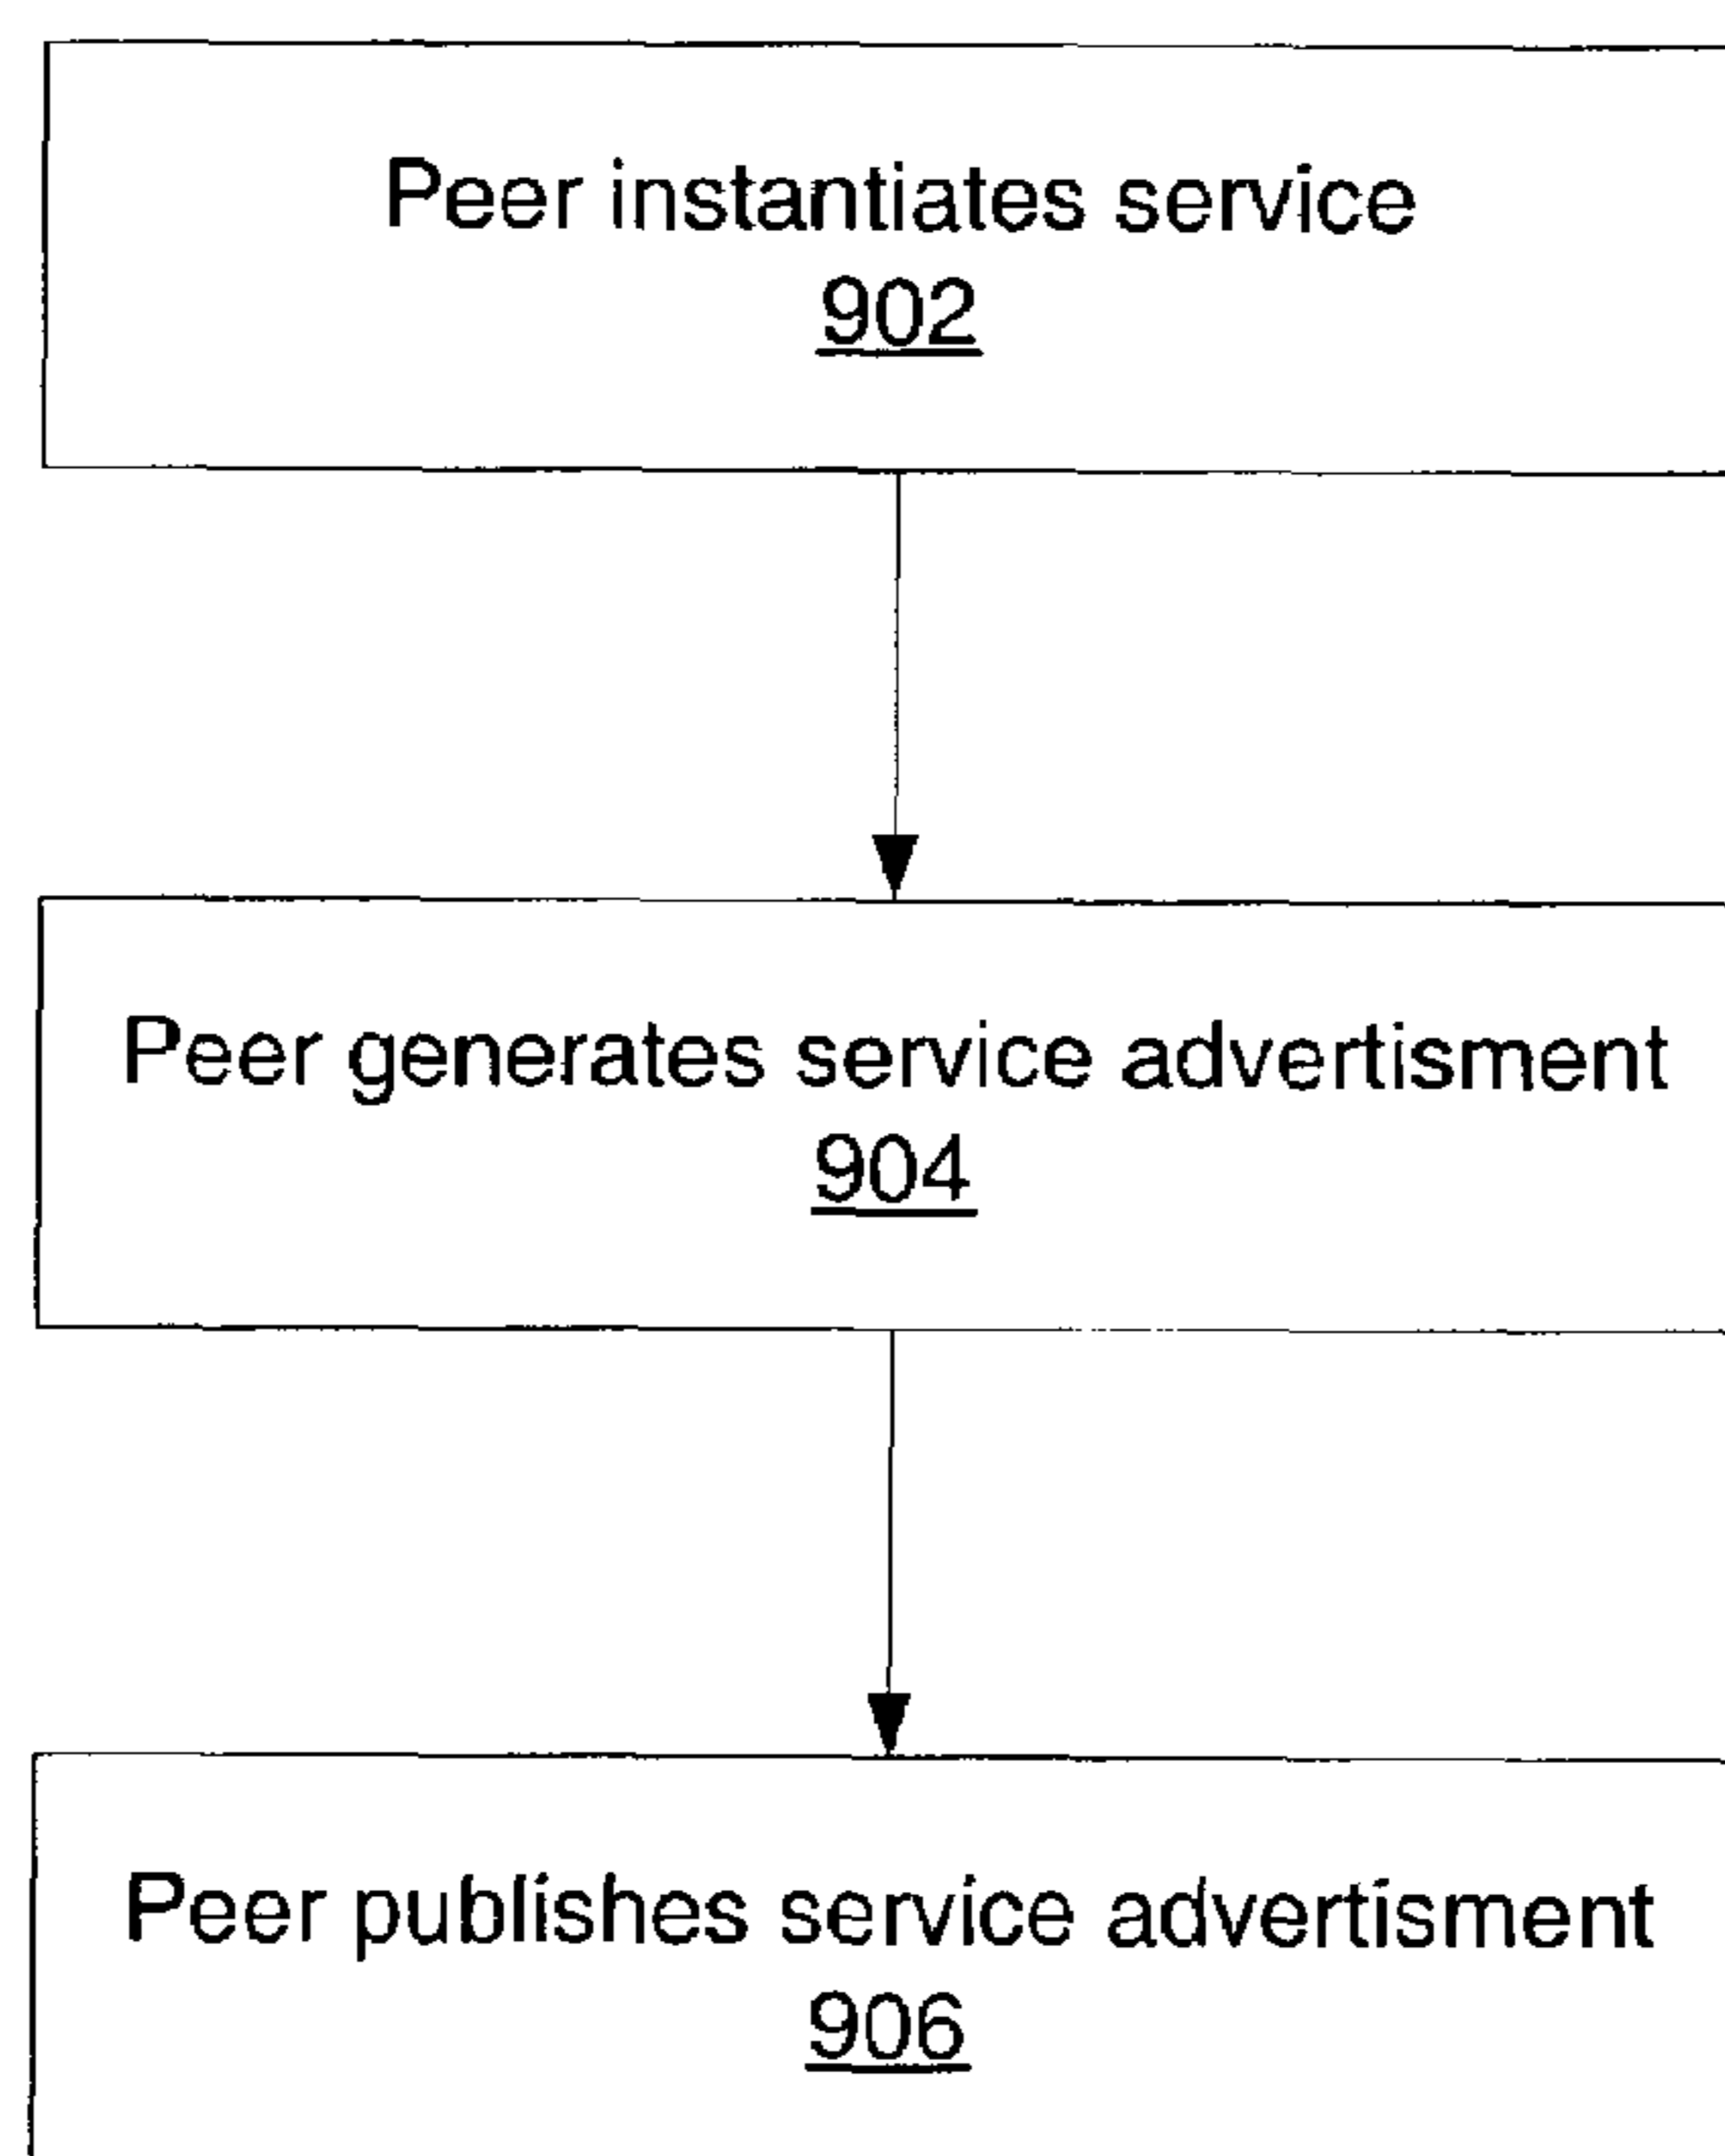 Peer instantiates service
902
Peer generates service advertisment
904
Peer publishes service advertisment
906